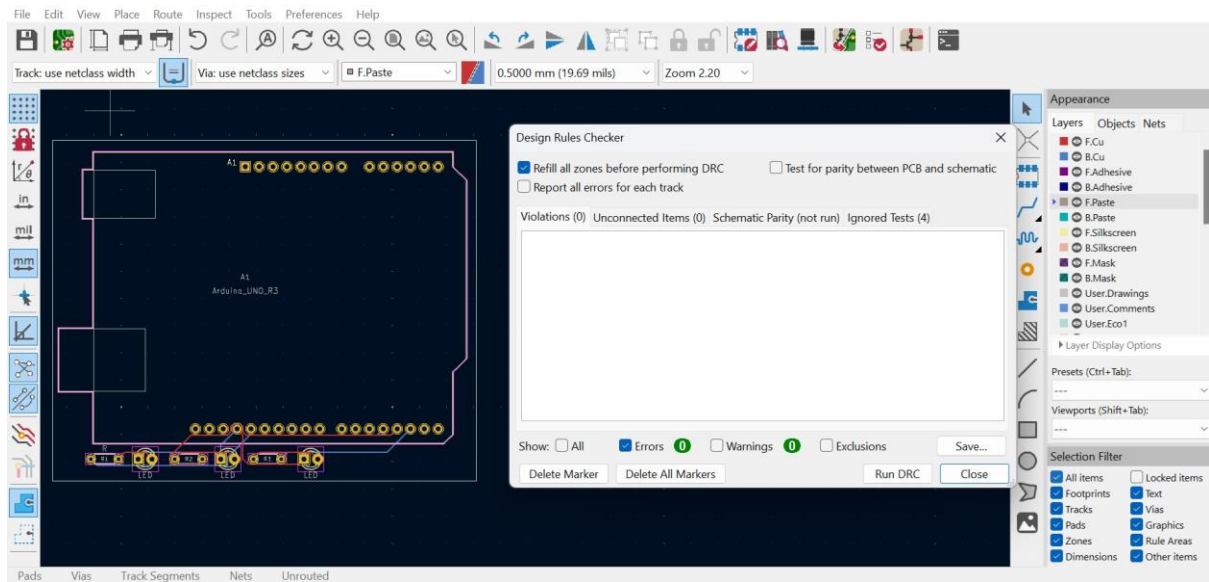 File Edit View Place Route Inspect Tools Preferences Help
Track: use netclass width Via: use netclass sizes F.Paste 0.5000 mm (19.69 mils) Zoom 2.20
in
mil
mm
A1
A1
Arduino_UNO_R3
R
R1 R2 R3
LED LED LED
Design Rules Checker
Refill all zones before performing DRC Test for parity between PCB and schematic
Report all errors for each track
Violations (0) Unconnected Items (0) Schematic Parity (not run) Ignored Tests (4)
Show: All Errors 0 Warnings 0 Exclusions Save...
Delete Marker Delete All Markers Run DRC Close
Appearance
Layers Objects Nets
F.Cu
B.Cu
F.Adhesive
B.Adhesive
F.Paste
B.Paste
F.Silkscreen
B.Silkscreen
F.Mask
B.Mask
User.Drawings
User.Comments
User.Eco1
Layer Display Options
Presets (Ctrl+Tab):
---
Viewports (Shift+Tab):
---
Selection Filter
All items Locked items
Footprints Text
Tracks Vias
Pads Graphics
Zones Rule Areas
Dimensions Other items
Pads Vias Track Segments Nets Unrouted